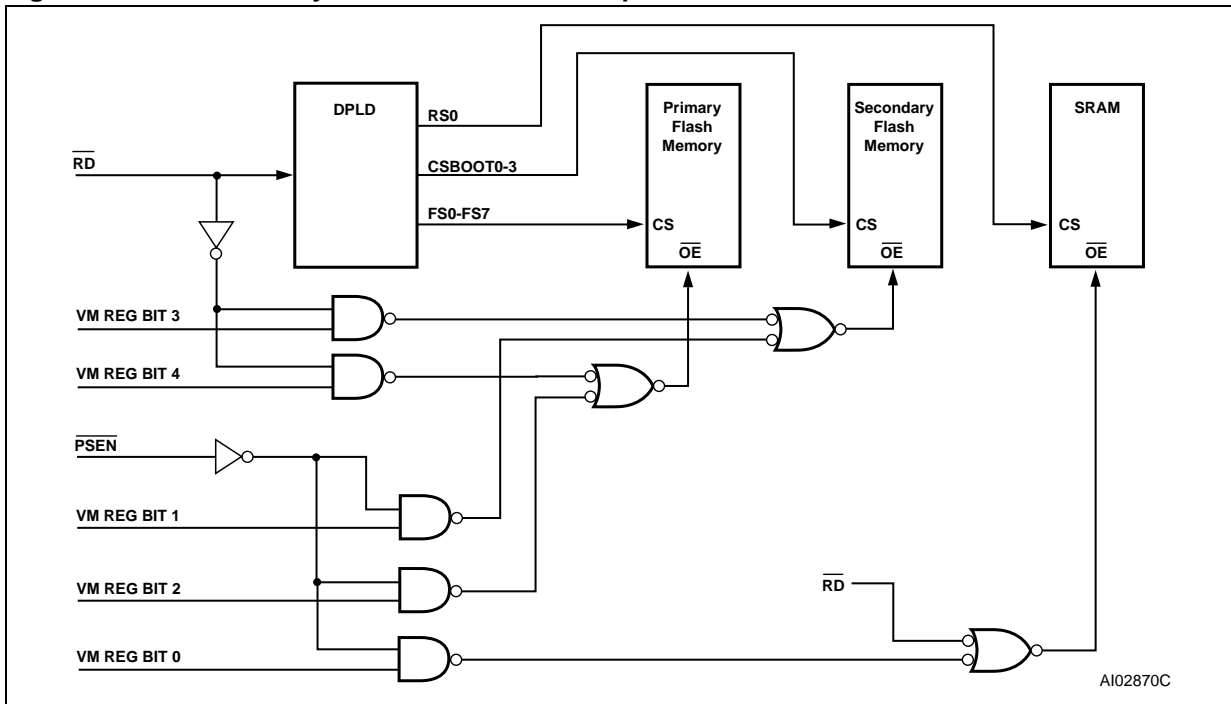 DPLD
RS0
CSBOOT0-3
FS0-FS7
Primary
Flash
Memory
CS
OE
Secondary
Flash
Memory
CS
OE
SRAM
CS
OE
RD
VM REG BIT 3
VM REG BIT 4
PSEN
VM REG BIT 1
VM REG BIT 2
VM REG BIT 0
RD
AI02870C